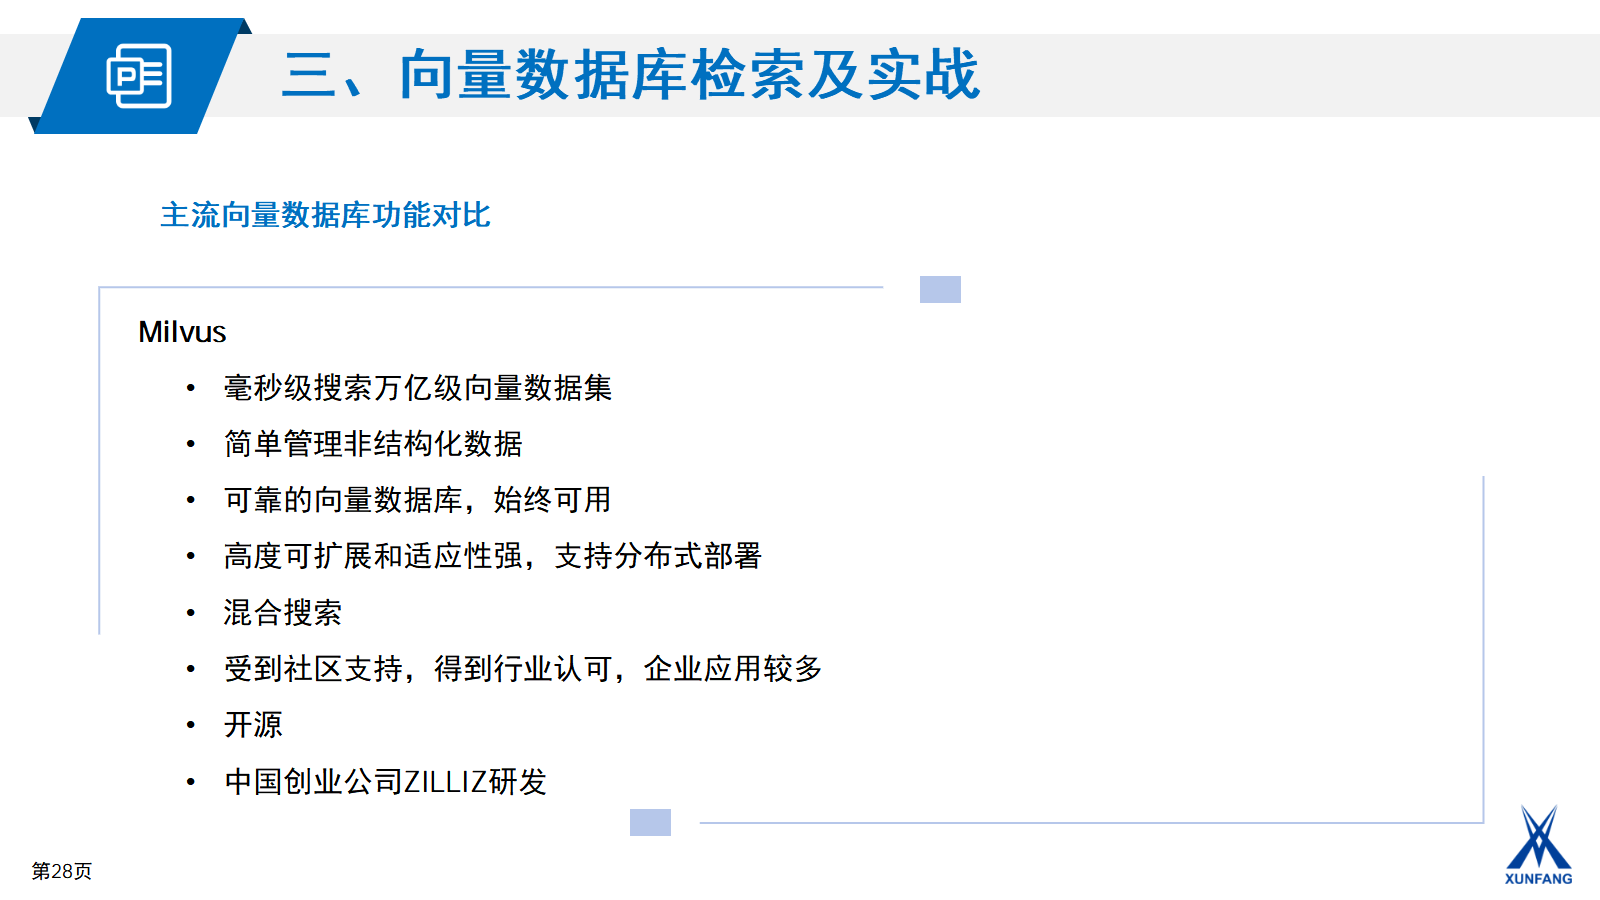 三、向量数据库检索及实战
主流向量数据库功能对比
Milvus
• 毫秒级搜索万亿级向量数据集
• 简单管理非结构化数据
• 可靠的向量数据库，始终可用
• 高度可扩展和适应性强，支持分布式部署
• 混合搜索
• 受到社区支持，得到行业认可，企业应用较多
• 开源
• 中国创业公司ZILLIZ研发
第28页
XUNFANG